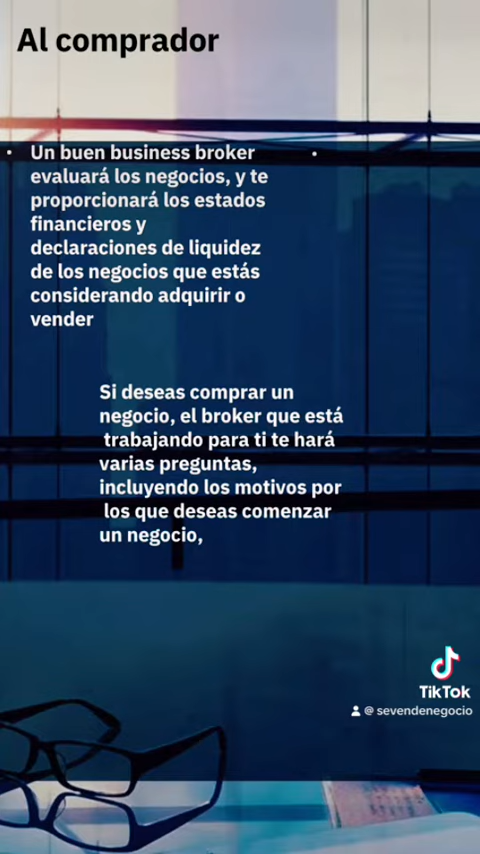 Al comprador
Un buen business broker
evaluará los negocios, y te
proporcionará los estados
financieros y
declaraciones de liquidez
de los negocios que estás
considerando adquirir o
vender
Si deseas comprar un
negocio, el broker que está
trabajando para ti te hará
varias preguntas,
incluyendo los motivos por
los que deseas comenzar
un negocio,
TikTok
@ sevendenegocio